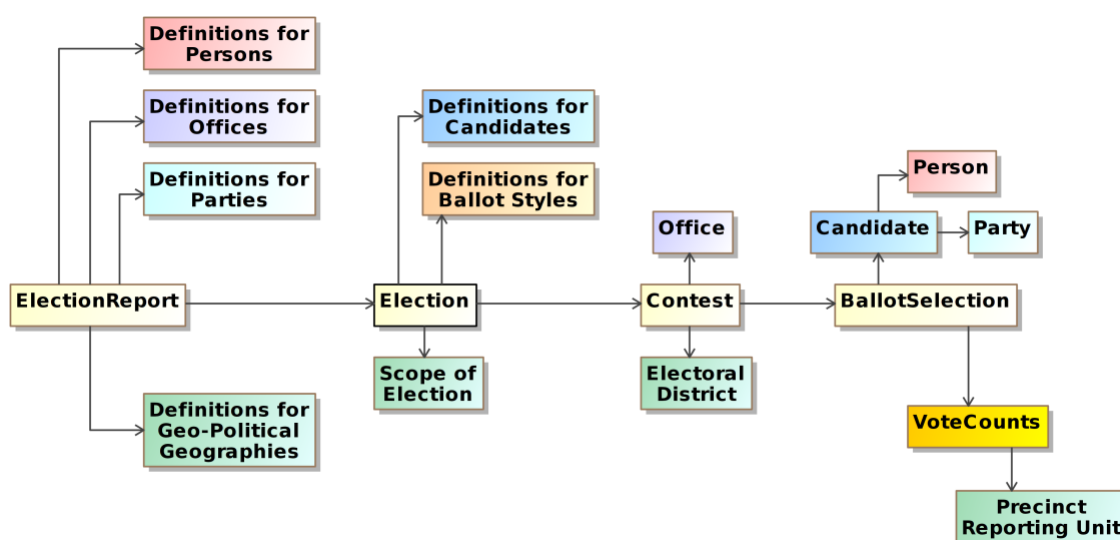 Definitions for
Persons
Definitions for
Offices
Definitions for
Parties
ElectionReport
Definitions for
Geo-Political
Geographies
Definitions for
Candidates
Definitions for
Ballot Styles
Election
Scope of
Election
Office
Contest
Electoral
District
Person
Candidate
Party
BallotSelection
VoteCounts
Precinct
Reporting Unit